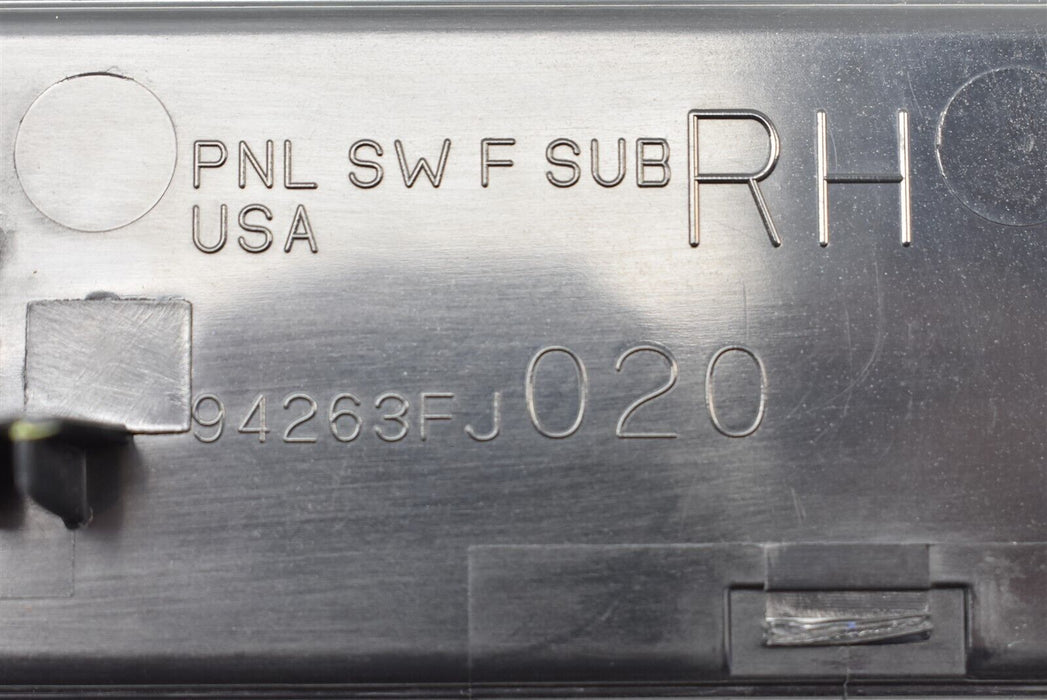 PNL SW F SUB RH
USA
94263FJ020